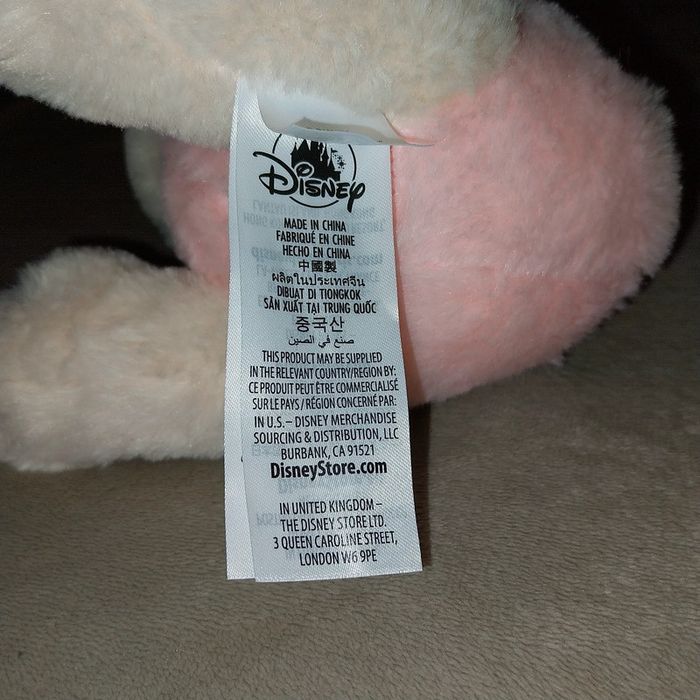 DISNEY
MADE IN CHINA
FABRIQUÉ EN CHINE
HECHO EN CHINA
中國製
ผลิตในประเทศจีน
DIBUAT DI TIONGKOK
SẢN XUẤT TẠI TRUNG QUỐC
중국산
صنع في الصين
THIS PRODUCT MAY BE SUPPLIED
IN THE RELEVANT COUNTRY/REGION BY:
CE PRODUIT PEUT ÊTRE COMMERCIALISÉ
SUR LE PAYS / RÉGION CONCERNÉ PAR:
IN U.S. – DISNEY MERCHANDISE
SOURCING & DISTRIBUTION, LLC
BURBANK, CA 91521
DisneyStore.com
IN UNITED KINGDOM –
THE DISNEY STORE LTD.
3 QUEEN CAROLINE STREET,
LONDON W6 9PE